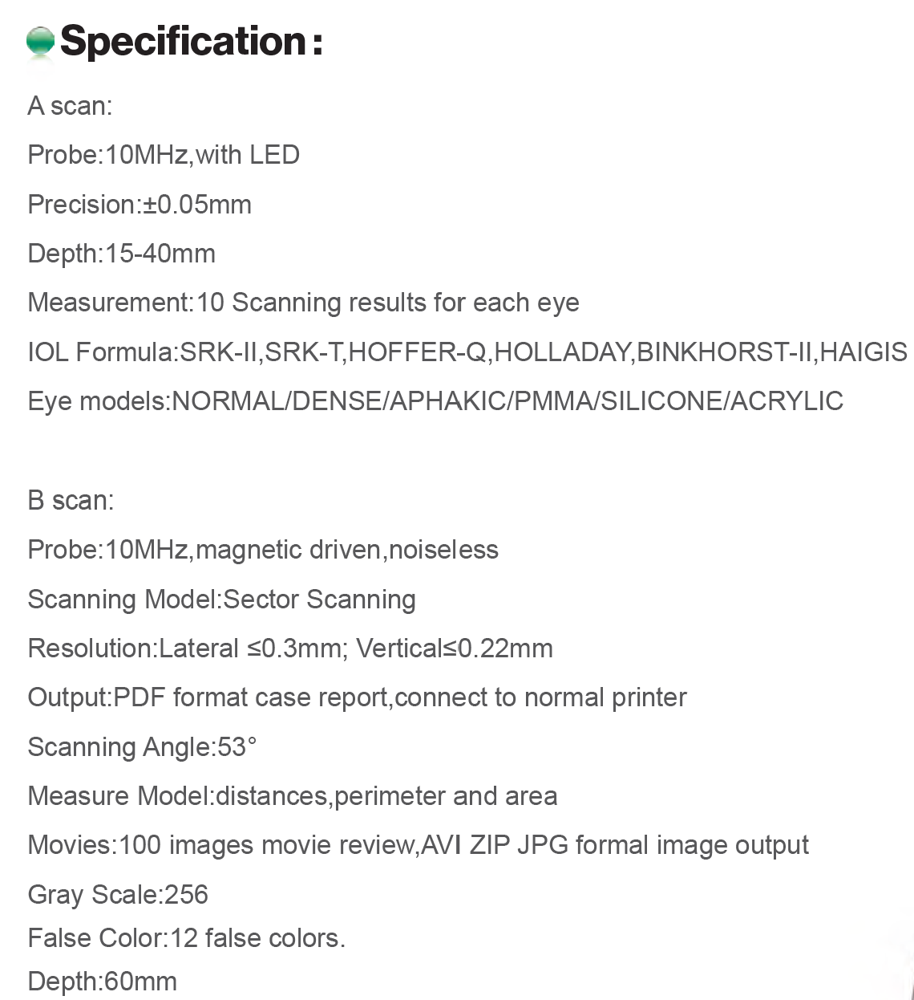 Specification:
A scan:
Probe:10MHz,with LED
Precision:±0.05mm
Depth:15-40mm
Measurement:10 Scanning results for each eye
IOL Formula:SRK-II,SRK-T,HOFFER-Q,HOLLADAY,BINKHORST-II,HAIGIS
Eye models:NORMAL/DENSE/APHAKIC/PMMA/SILICONE/ACRYLIC
B scan:
Probe:10MHz,magnetic driven,noiseless
Scanning Model:Sector Scanning
Resolution:Lateral ≤0.3mm; Vertical≤0.22mm
Output:PDF format case report,connect to normal printer
Scanning Angle:53°
Measure Model:distances,perimeter and area
Movies:100 images movie review,AVI ZIP JPG formal image output
Gray Scale:256
False Color:12 false colors.
Depth:60mm